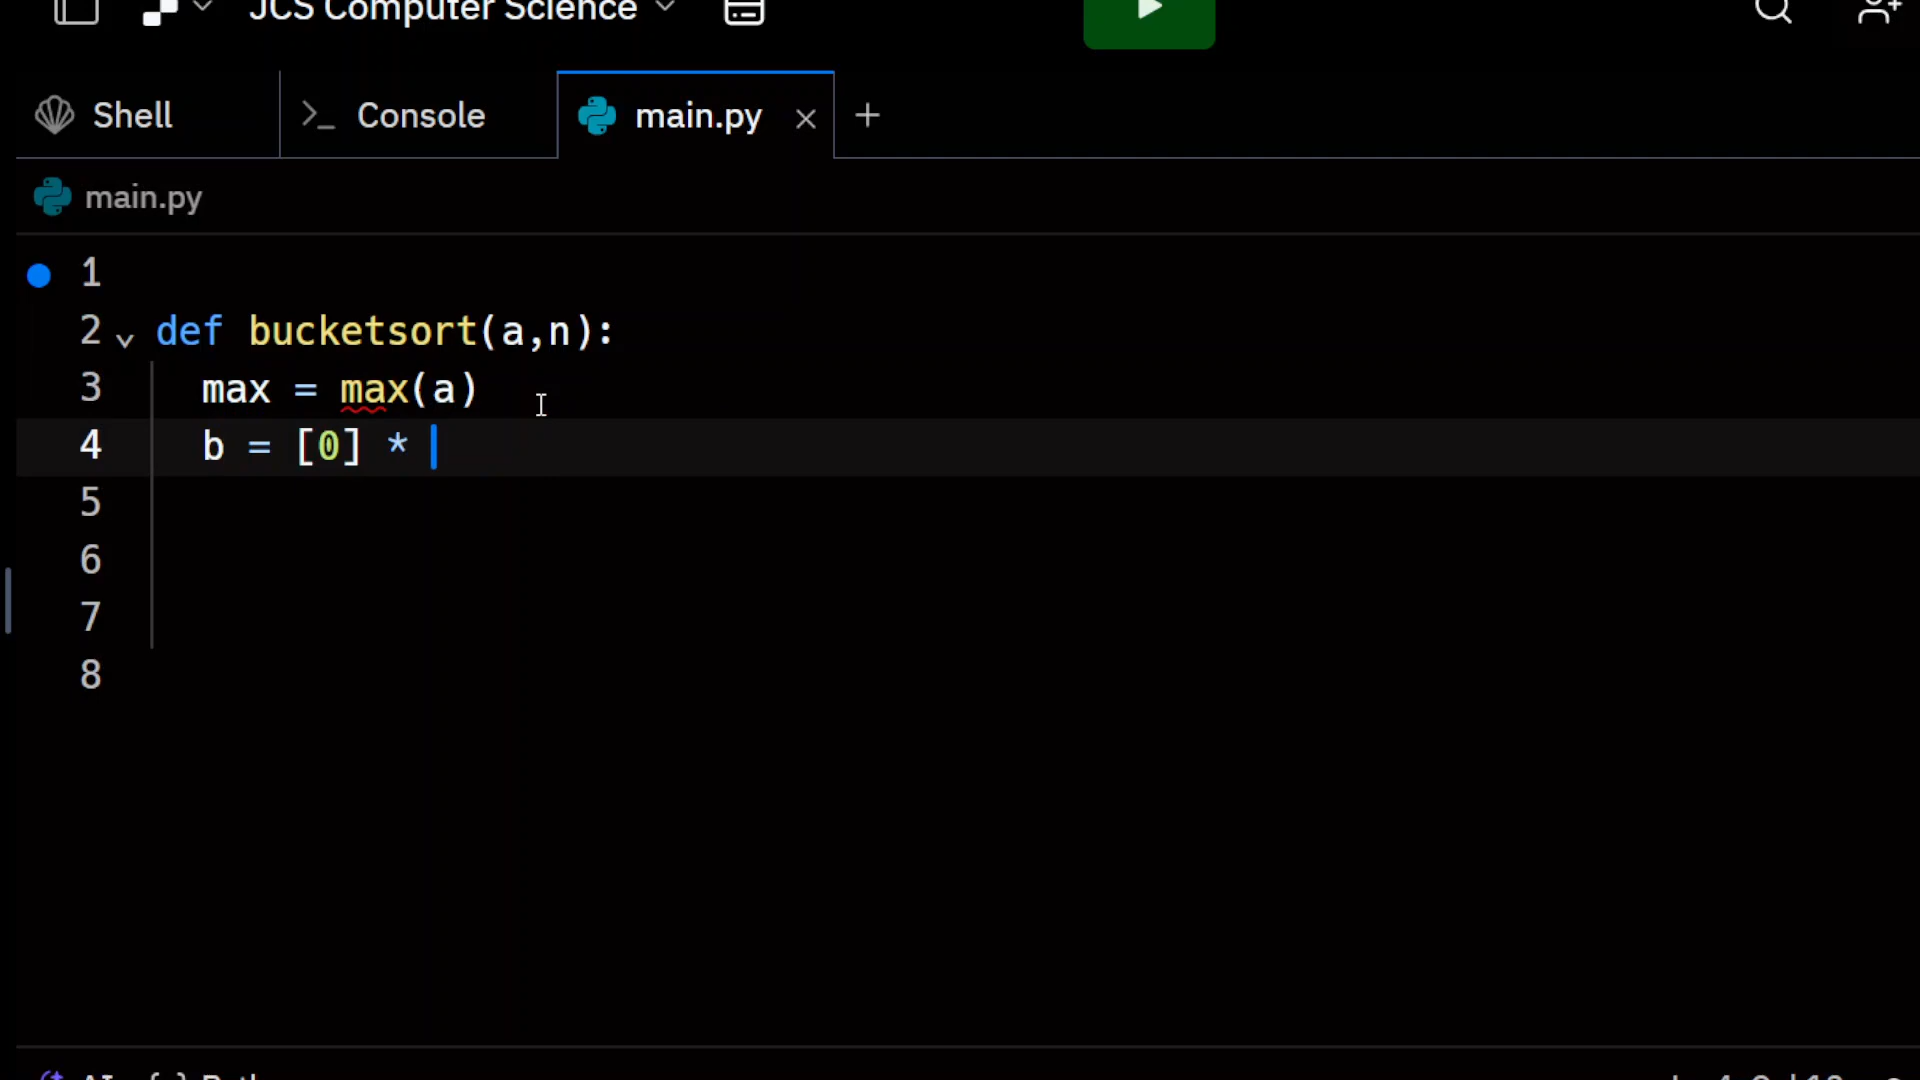 JCS Computer Science
Shell
Console
main.py
main.py
1
2 def bucketsort(a,n):
3 max = max(a)
4 b = [0] *
5
6
7
8
AI